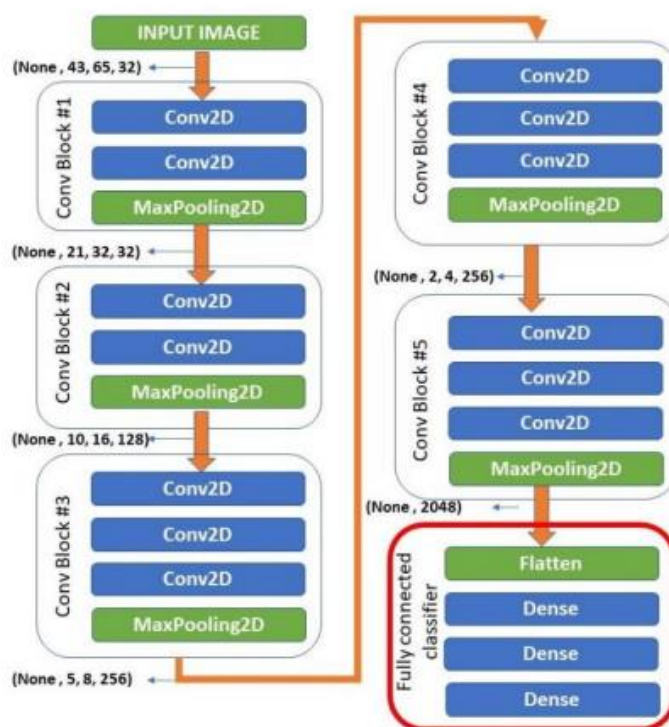 INPUT IMAGE
(None , 43, 65, 32)
Conv Block #1
Conv2D
Conv2D
MaxPooling2D
(None , 21, 32, 32)
Conv Block #2
Conv2D
Conv2D
MaxPooling2D
(None , 10, 16, 128)
Conv Block #3
Conv2D
Conv2D
Conv2D
MaxPooling2D
(None , 5, 8, 256)
Conv Block #4
Conv2D
Conv2D
Conv2D
MaxPooling2D
(None , 2, 4, 256)
Conv Block #5
Conv2D
Conv2D
Conv2D
MaxPooling2D
(None , 2048)
Fully connected
classifier
Flatten
Dense
Dense
Dense